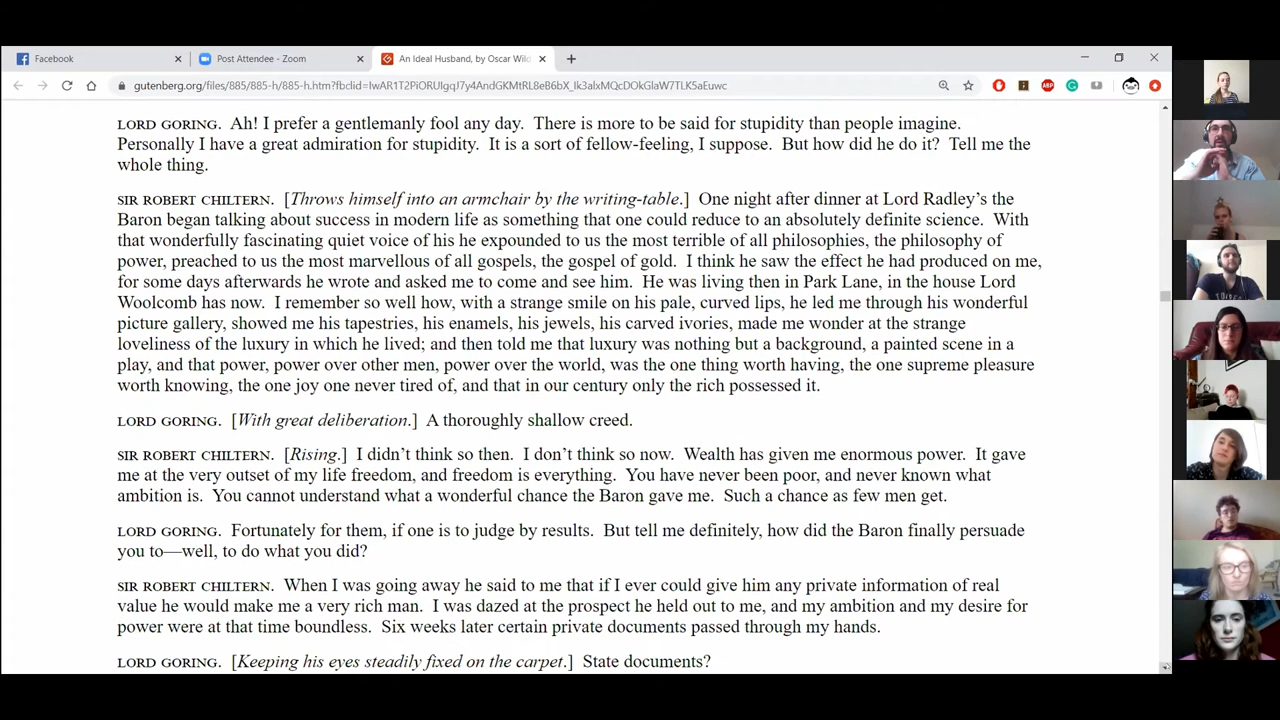 Facebook
Post Attendee - Zoom
An Ideal Husband, by Oscar Wild
gutenberg.org/files/885/885-h/885-h.htm?fbclid=
ABP
LORD GORING. Ah! I prefer a gentlemanly fool any day. There is more to be said for stupidity than people imagine.
Personally I have a great admiration for stupidity. It is a sort of fellow-feeling, I suppose. But how did he do it? Tell me the
whole thing.
SIR ROBERT CHILTERN. [Throws himself into an armchair by the writing-table.] One night after dinner at Lord Radley’s the
Baron began talking about success in modern life as something that one could reduce to an absolutely definite science. With
that wonderfully fascinating quiet voice of his he expounded to us the most terrible of all philosophies, the philosophy of
power, preached to us the most marvellous of all gospels, the gospel of gold. I think he saw the effect he had produced on me,
for some days afterwards he wrote and asked me to come and see him. He was living then in Park Lane, in the house Lord
Woolcomb has now. I remember so well how, with a strange smile on his pale, curved lips, he led me through his wonderful
picture gallery, showed me his tapestries, his enamels, his jewels, his carved ivories, made me wonder at the strange
loveliness of the luxury in which he lived; and then told me that luxury was nothing but a background, a painted scene in a
play, and that power, power over other men, power over the world, was the one thing worth having, the one supreme pleasure
worth knowing, the one joy one never tired of, and that in our century only the rich possessed it.
LORD GORING. [With great deliberation.] A thoroughly shallow creed.
SIR ROBERT CHILTERN. [Rising.] I didn’t think so then. I don’t think so now. Wealth has given me enormous power. It gave
me at the very outset of my life freedom, and freedom is everything. You have never been poor, and never known what
ambition is. You cannot understand what a wonderful chance the Baron gave me. Such a chance as few men get.
LORD GORING. Fortunately for them, if one is to judge by results. But tell me definitely, how did the Baron finally persuade
you to—well, to do what you did?
SIR ROBERT CHILTERN. When I was going away he said to me that if I ever could give him any private information of real
value he would make me a very rich man. I was dazed at the prospect he held out to me, and my ambition and my desire for
power were at that time boundless. Six weeks later certain private documents passed through my hands.
LORD GORING. [Keeping his eyes steadily fixed on the carpet.] State documents?